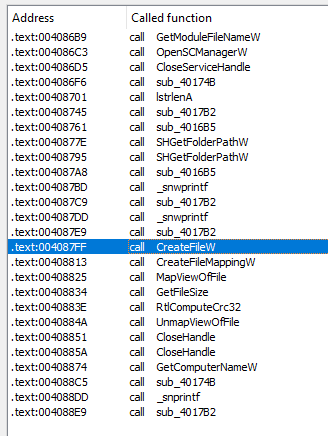 Address Called function
.text:004086B9 call GetModuleFileNameW
.text:004086C3 call OpenSCManagerW
.text:004086D5 call CloseServiceHandle
.text:004086F6 call sub_40174B
.text:00408701 call lstrlenA
.text:00408745 call sub_4017B2
.text:00408761 call sub_4016B5
.text:0040877E call SHGetFolderPathW
.text:00408795 call SHGetFolderPathW
.text:004087A8 call sub_4016B5
.text:004087BD call _snwprintf
.text:004087C9 call sub_4017B2
.text:004087DD call _snwprintf
.text:004087E9 call sub_4017B2
.text:004087FF call CreateFileW
.text:00408813 call CreateFileMappingW
.text:00408825 call MapViewOfFile
.text:00408834 call GetFileSize
.text:0040883E call RtlComputeCrc32
.text:0040884A call UnmapViewOfFile
.text:00408851 call CloseHandle
.text:0040885A call CloseHandle
.text:00408874 call GetComputerNameW
.text:004088C5 call sub_40174B
.text:004088DD call _snprintf
.text:004088E9 call sub_4017B2